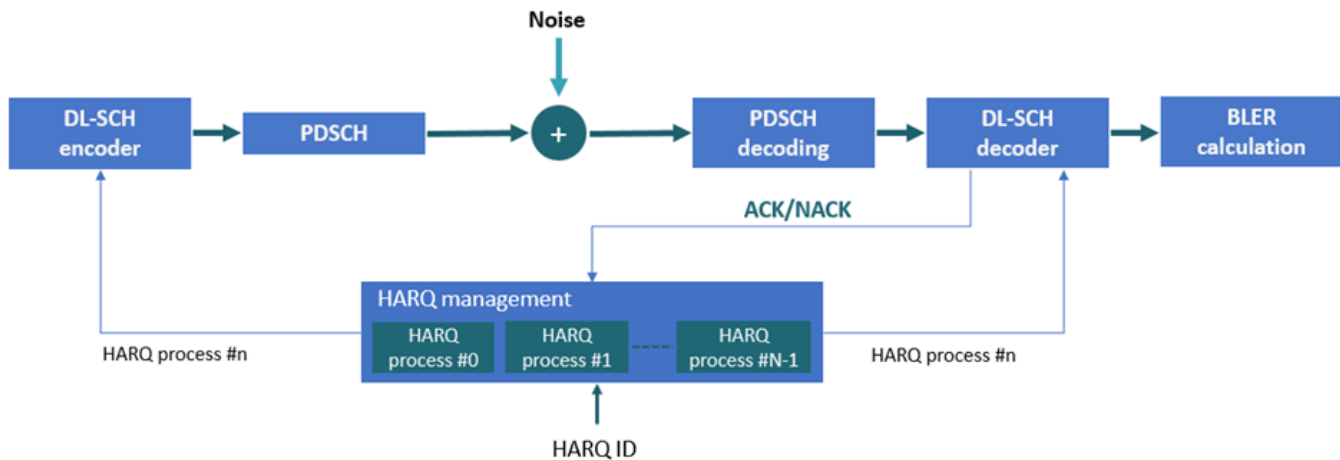 Noise
DL-SCH
encoder
PDSCH
+
PDSCH
decoding
DL-SCH
decoder
BLER
calculation
ACK/NACK
HARQ management
HARQ
process #0
HARQ
process #1
HARQ
process #N-1
HARQ process #n
HARQ process #n
HARQ ID